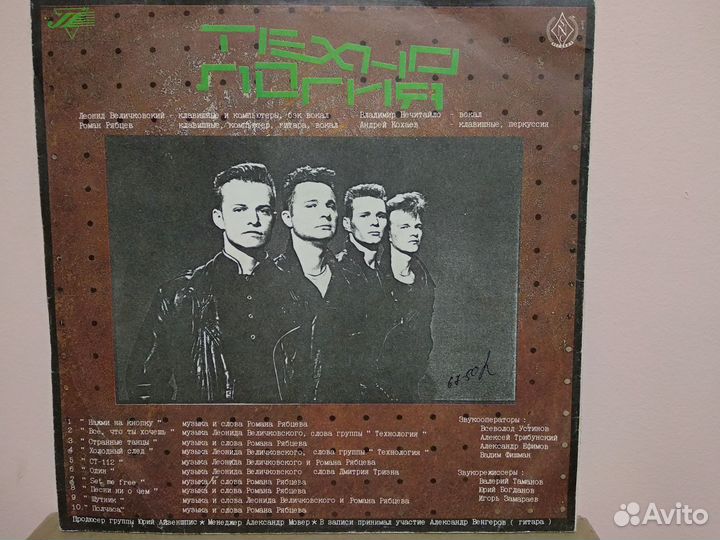 ТЕХНО
ЛОГИЯ
Леонид Величковский - клавишные и компьютеры, бэк вокал Владимир Нечитайло - вокал
Роман Рябцев - клавишные, компьютер, гитара, вокал Андрей Кохаев - клавишные, перкуссия
67-50
1 " Нажми на кнопку " музыка и слова Романа Рябцева
2 " Всё, что ты хочешь " музыка Леонида Величковского, слова группы " Технология "
3 " Странные танцы " музыка и слова Романа Рябцева
4 " Холодный след " музыка Леонида Величковского, слова группы " Технология "
5 " СТ-112 " музыка Леонида Величковского и Романа Рябцева
6 " Один " музыка Леонида Величковского слова Дмитрия Тризна
7 " Set me free " музыка и слова Романа Рябцева
8 " Песни ни о чем " музыка и слова Романа Рябцева
9 " Шутник " музыка и слова Леонида Величковского и Романа Рябцева
10. " Полчаса " музыка и слова Романа Рябцева
Звукооператоры :
Всеволод Устинов
Алексей Трибунский
Александр Ефимов
Вадим Фишман
Звукорежиссеры :
Валерий Таманов
Юрий Богданов
Игорь Замараев
Продюсер группы Юрий Айзеншпис ★ Менеджер Александр Мовер ★ В записи принимал участие Александр Венгеров ( гитара )
Avito